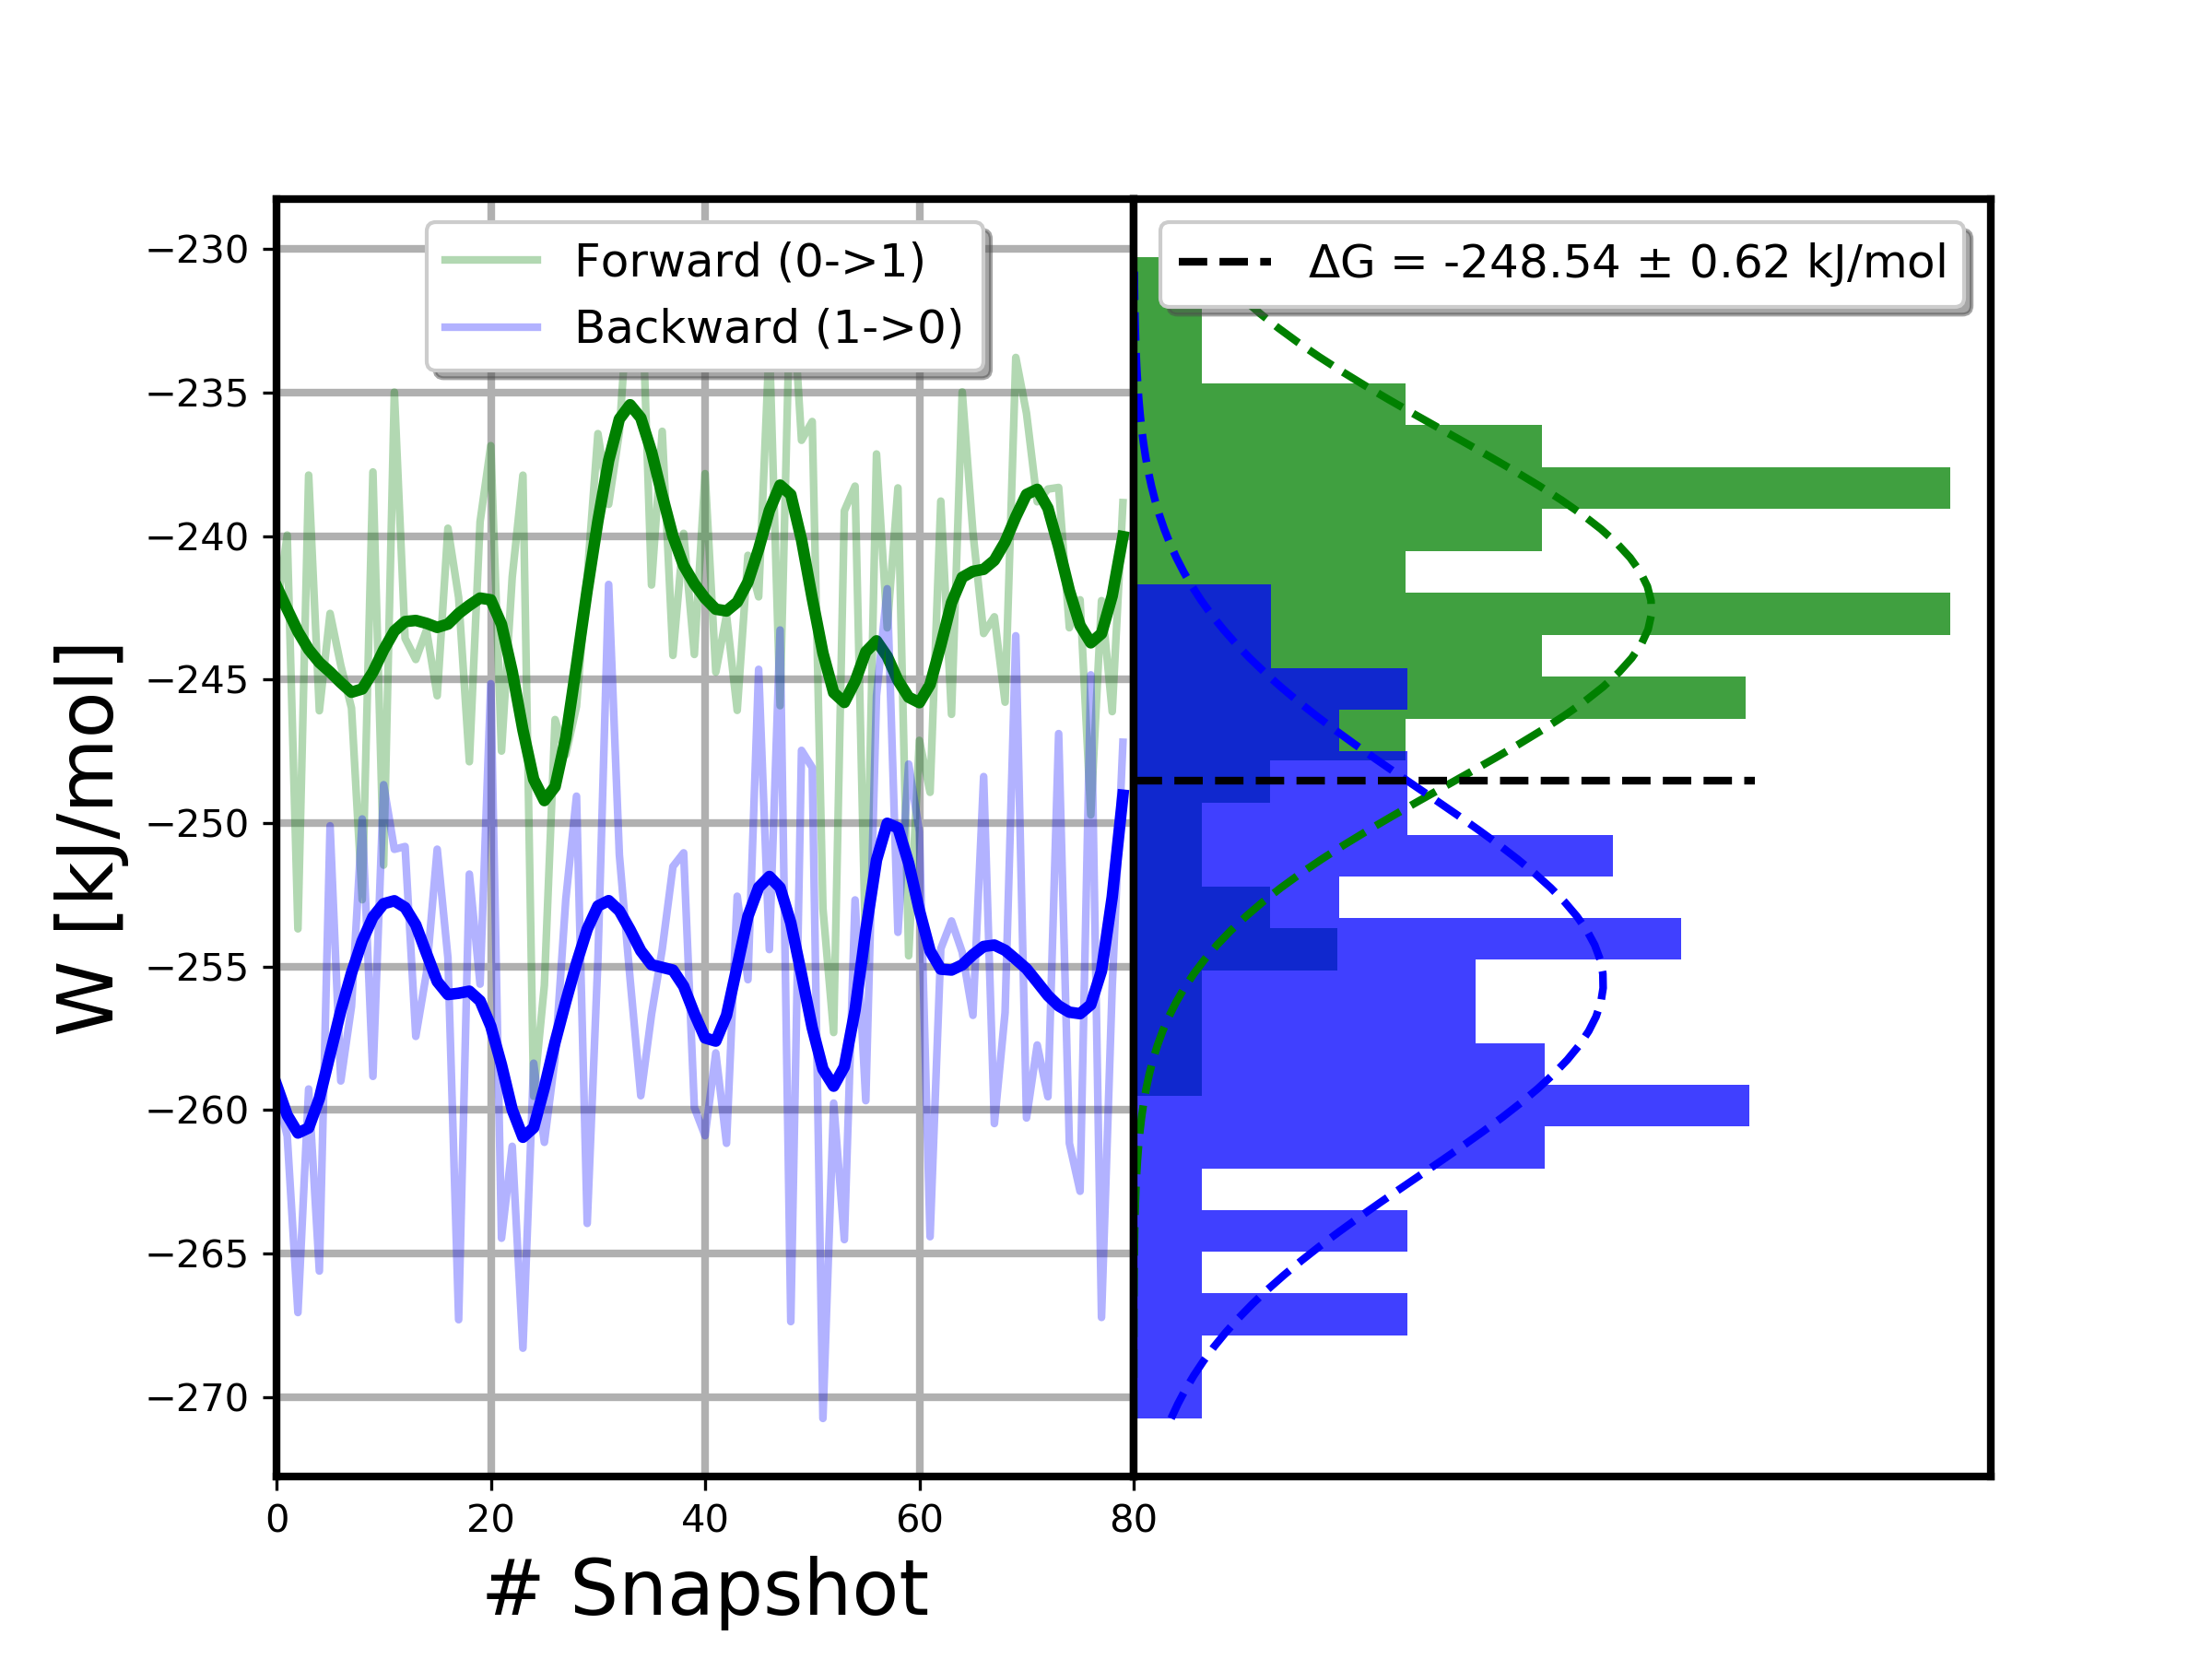 Forward (0->1)
Backward (1->0)
ΔG = -248.54 ± 0.62 kJ/mol
W [kJ/mol]
−230
−235
−240
−245
−250
−255
−260
−265
−270
0 20 40 60 80
# Snapshot